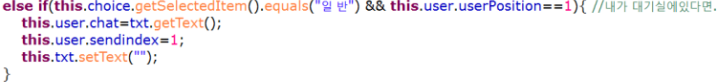 else if(this.choice.getSelectedItem().equals("일 반") && this.user.userPosition==1){ //내가 대기실에있다면.
    this.user.chat=txt.getText();
    this.user.sendindex=1;
    this.txt.setText("");
}